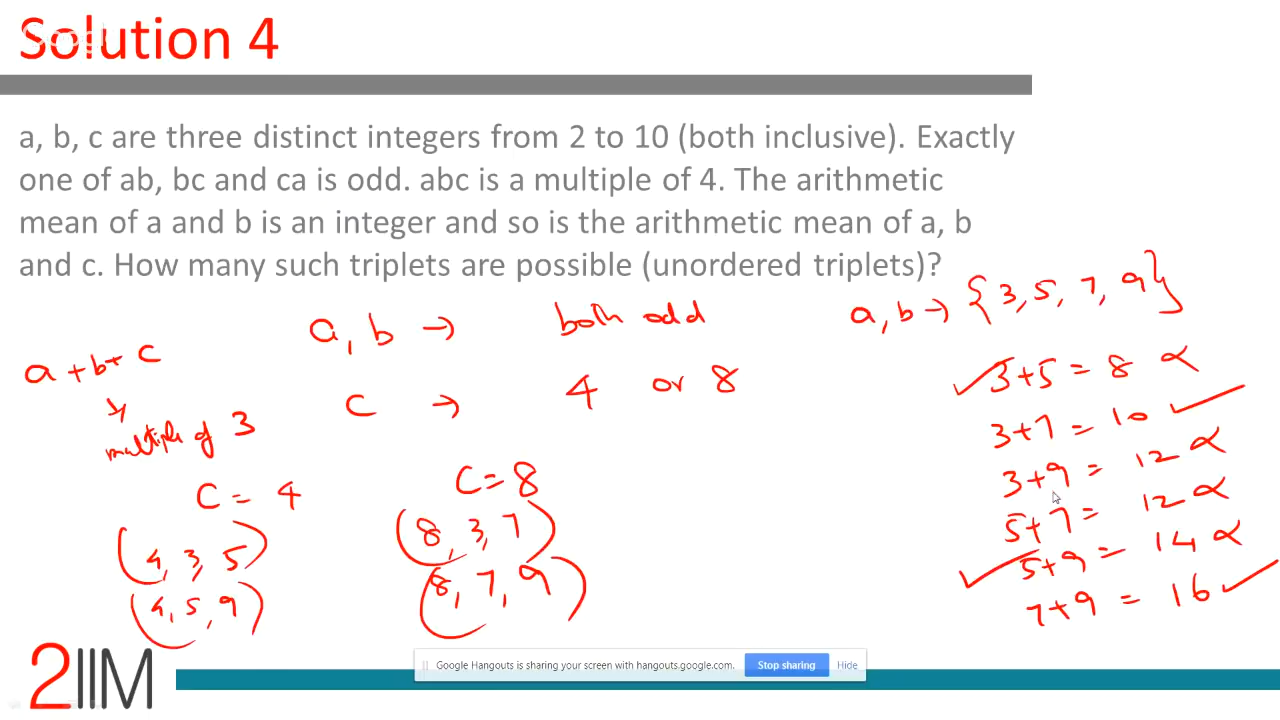 Solution 4
a, b, c are three distinct integers from 2 to 10 (both inclusive). Exactly
one of ab, bc and ca is odd. abc is a multiple of 4. The arithmetic
mean of a and b is an integer and so is the arithmetic mean of a, b
and c. How many such triplets are possible (unordered triplets)?
a, b → both odd
a, b → {3, 5, 7, 9}
a + b + c
multiple of 3
c → 4 or 8
3+5 = 8
3+7 = 10
3+9 = 12
5+7 = 12
5+9 = 14
7+9 = 16
C = 4
(4, 3, 5)
(4, 5, 9)
C = 8
(8, 3, 7)
(8, 7, 9)
2IIM
Google Hangouts is sharing your screen with hangouts.google.com.
Stop sharing
Hide